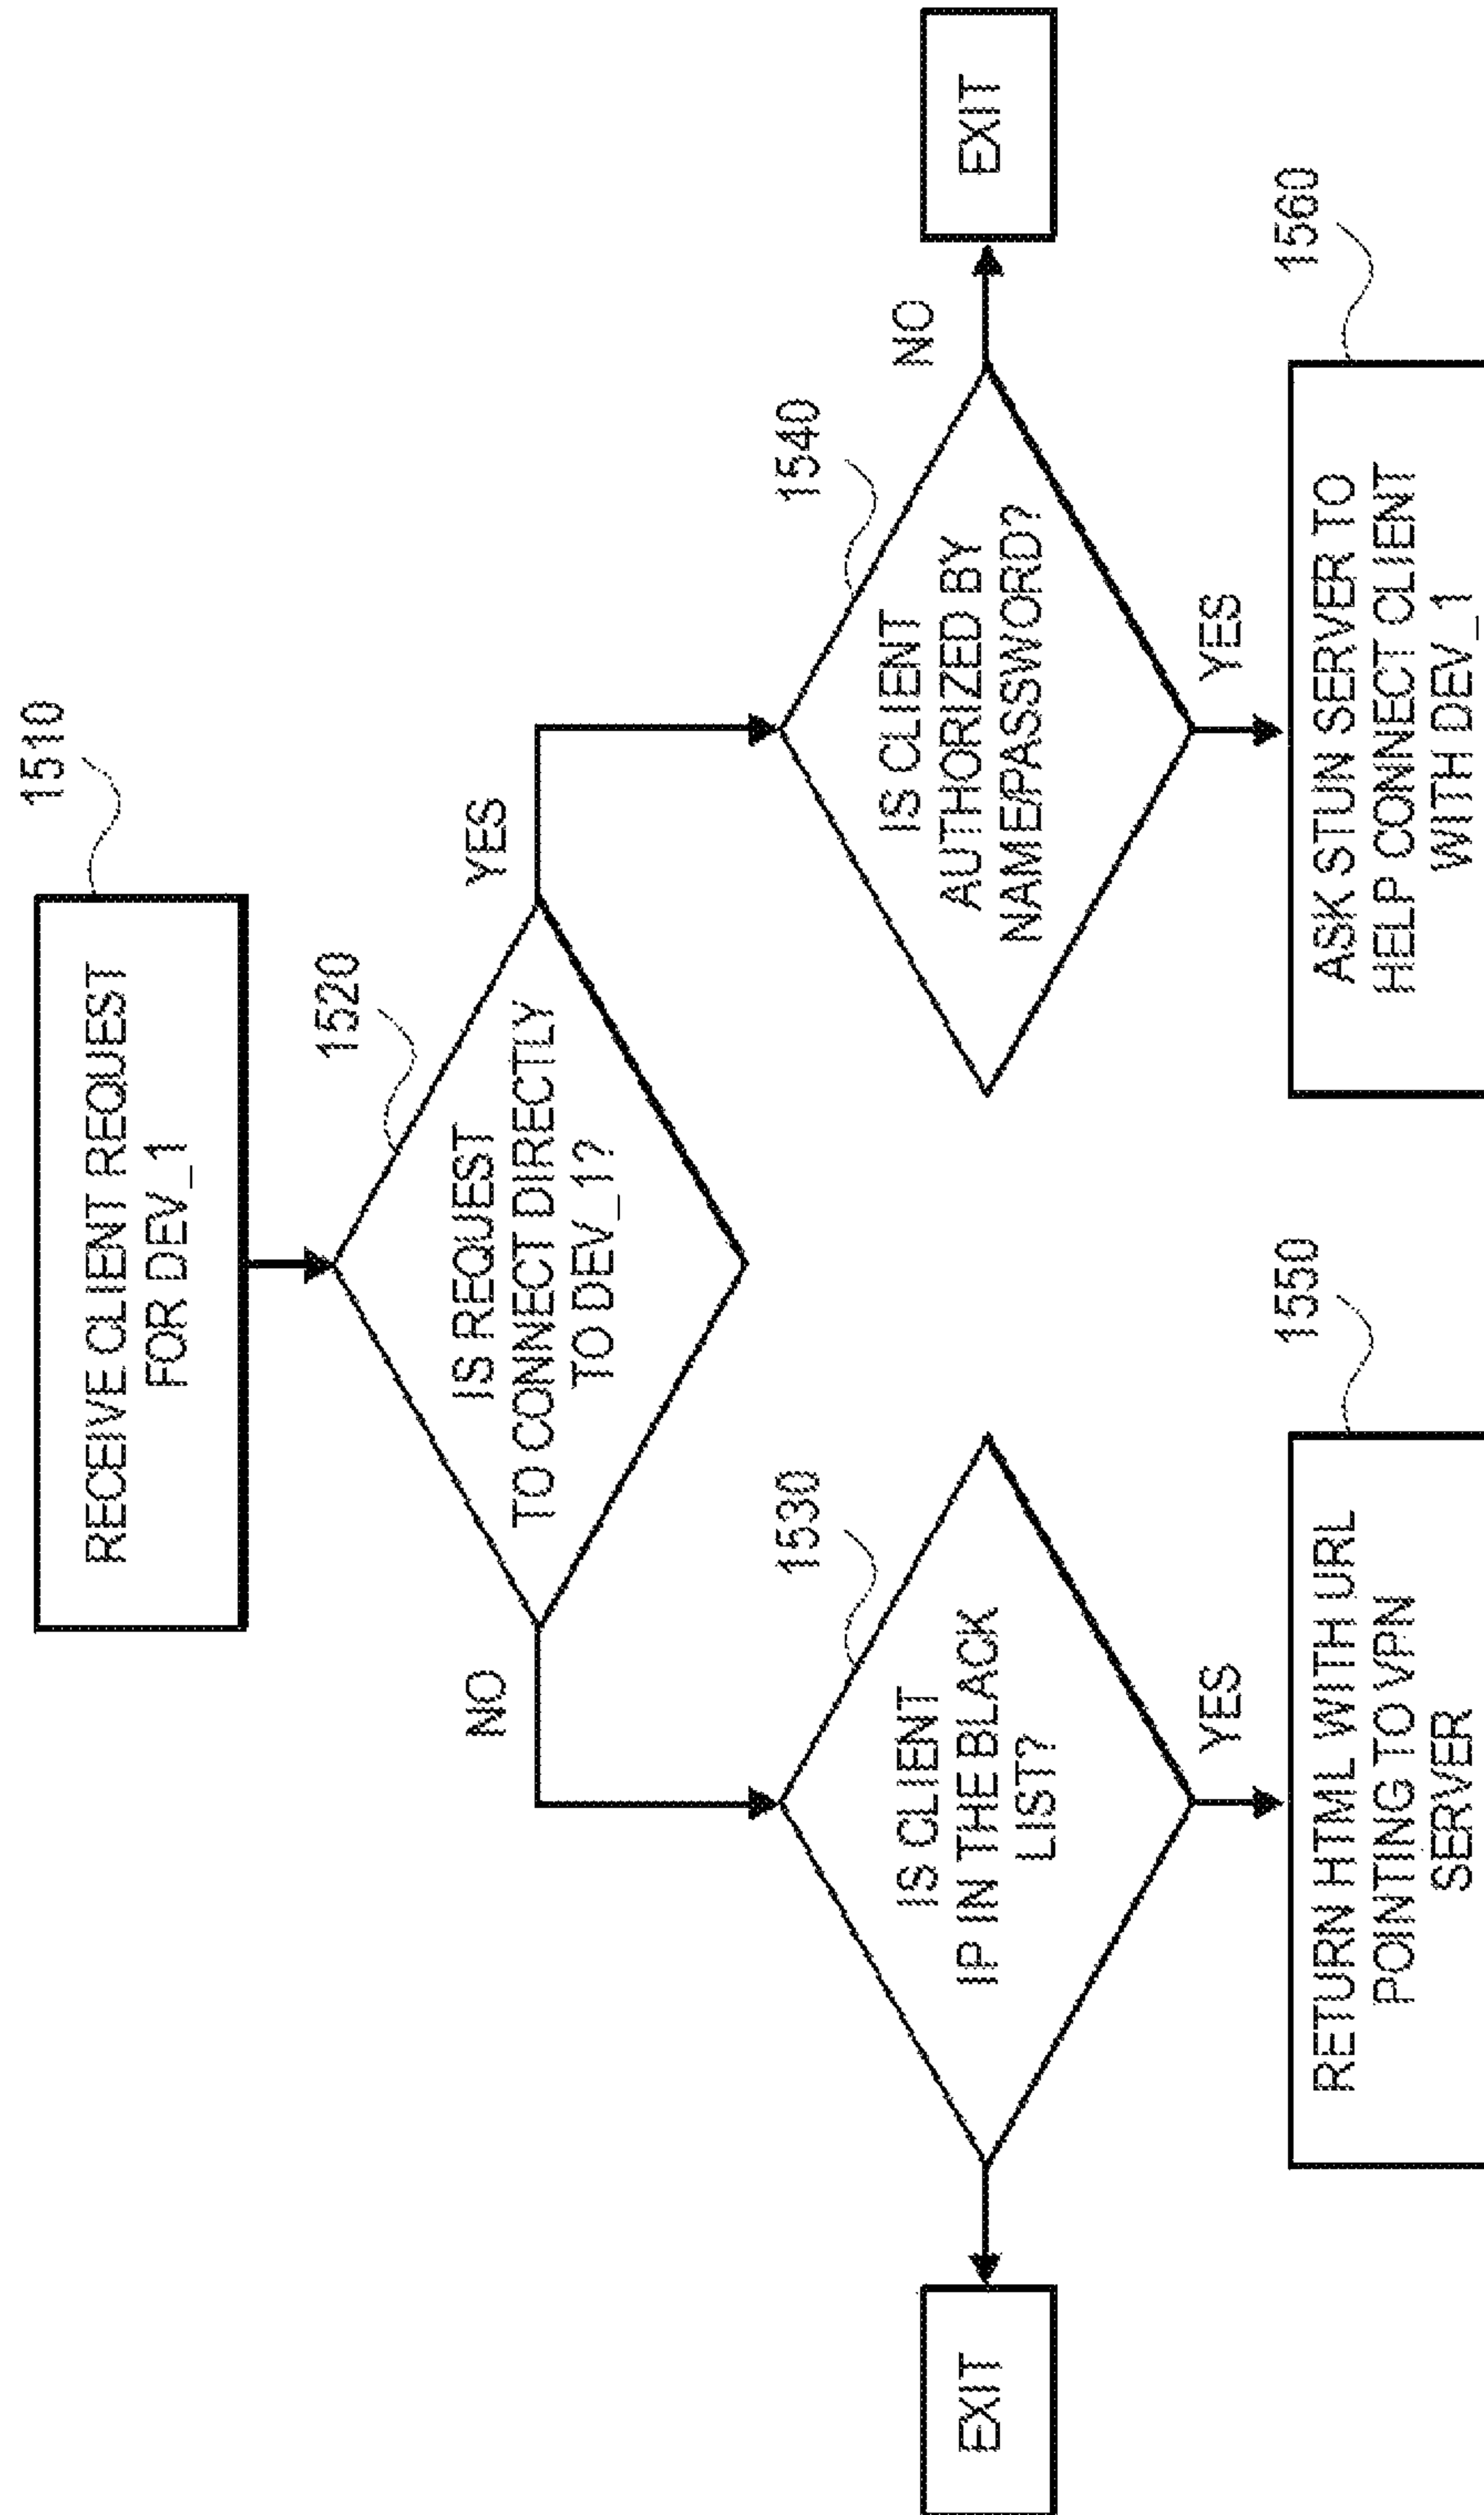 1510
RECEIVE CLIENT REQUEST
FOR DEV_1
1520
IS REQUEST
TO CONNECT DIRECTLY
TO DEV_1?
NO
YES
1530
IS CLIENT
IP IN THE BLACK
LIST?
1540
IS CLIENT
AUTHORIZED BY
NAME/PASSWORD?
EXIT
YES
NO
EXIT
YES
1550
RETURN HTML WITH URL
POINTING TO VPN
SERVER
1560
ASK STUN SERVER TO
HELP CONNECT CLIENT
WITH DEV_1